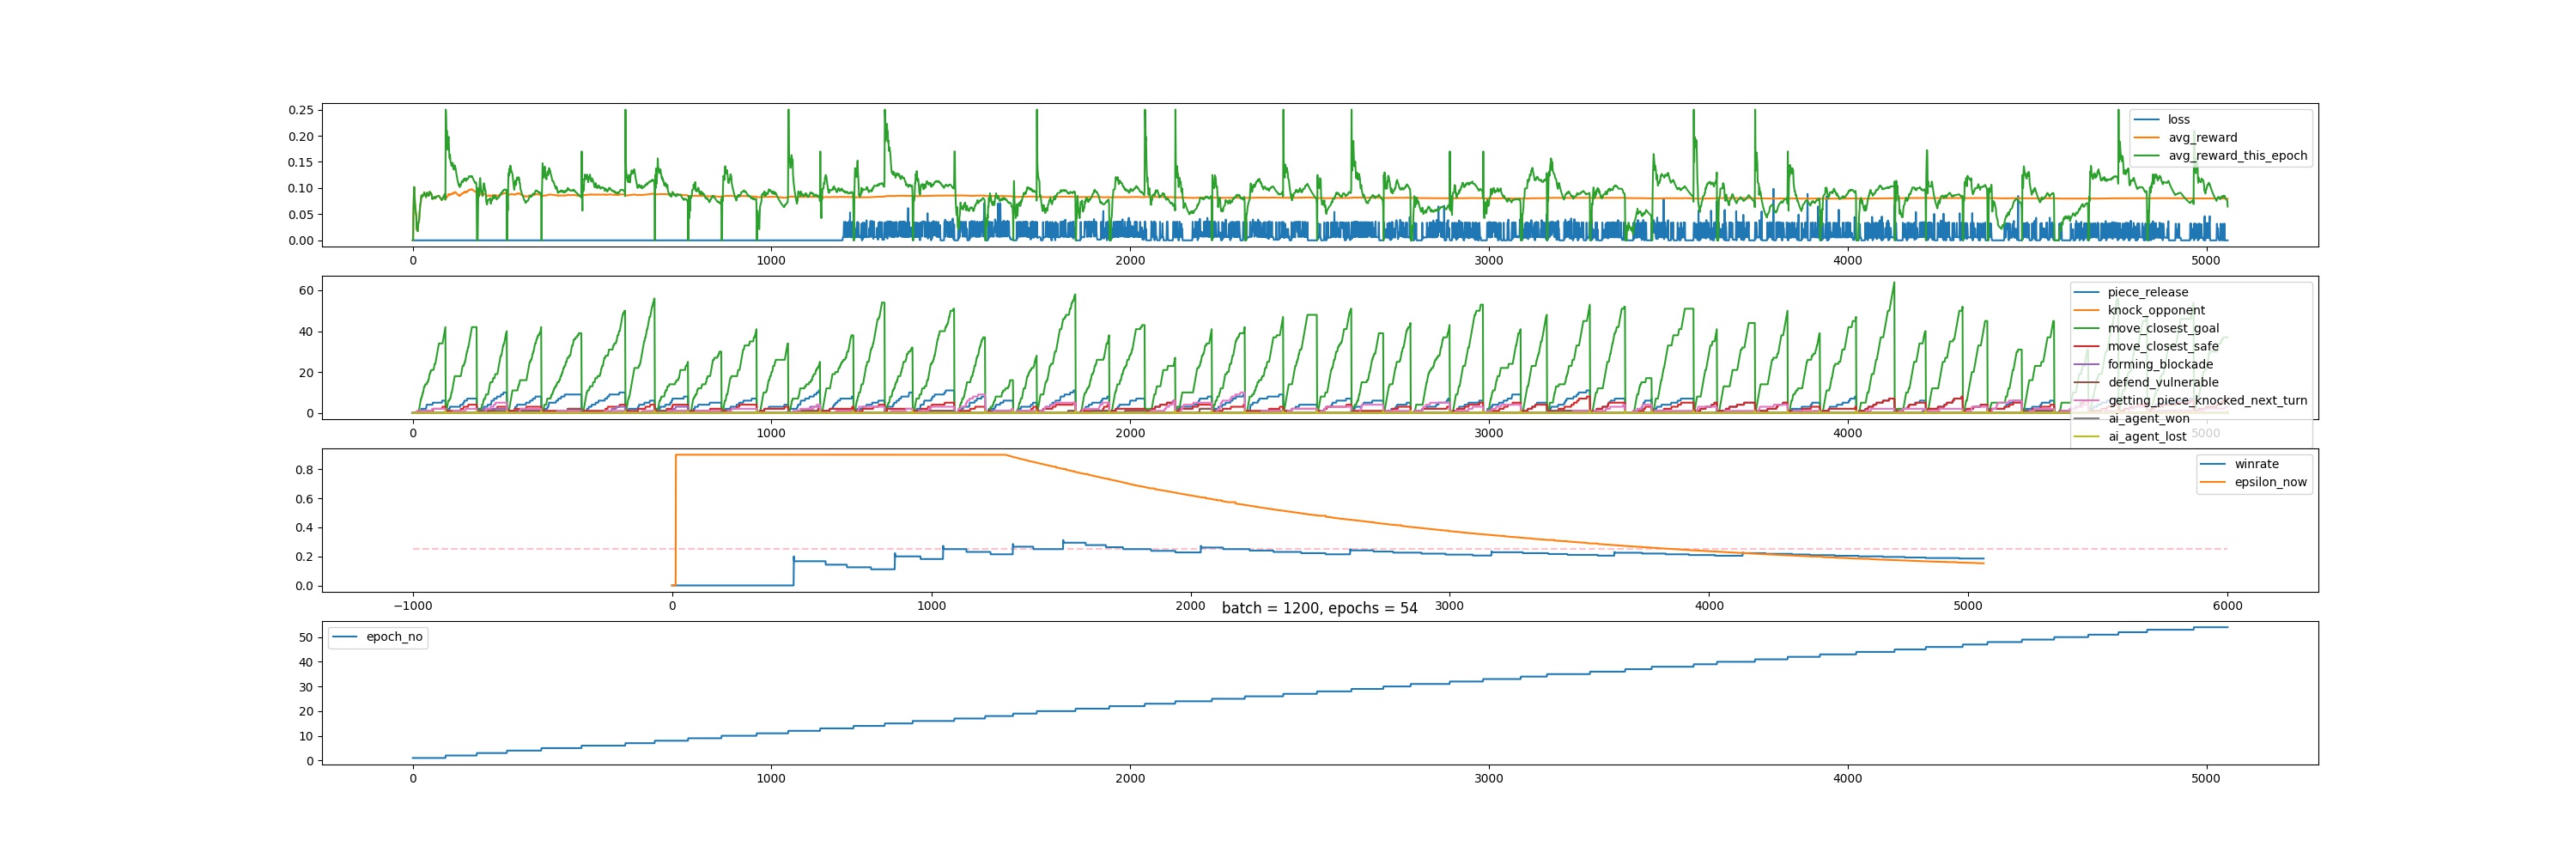 0.25
0.20
0.15
0.10
0.05
0.00
loss
avg_reward
avg_reward_this_epoch
0 1000 2000 3000 4000 5000
60
40
20
0
piece_release
knock_opponent
move_closest_goal
move_closest_safe
forming_blockade
defend_vulnerable
getting_piece_knocked_next_turn
ai_agent_won
ai_agent_lost
0 1000 2000 3000 4000 5000
0.8
0.6
0.4
0.2
0.0
winrate
epsilon_now
−1000 0 1000 2000 3000 4000 5000 6000
batch = 1200, epochs = 54
50
40
30
20
10
0
epoch_no
0 1000 2000 3000 4000 5000